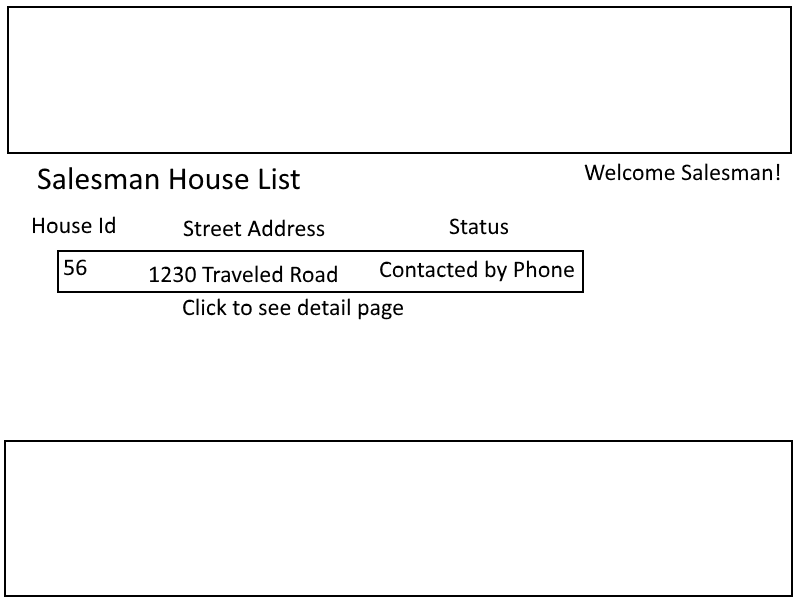 Salesman House List
Welcome Salesman!
House Id Street Address Status
56 1230 Traveled Road Contacted by Phone
Click to see detail page